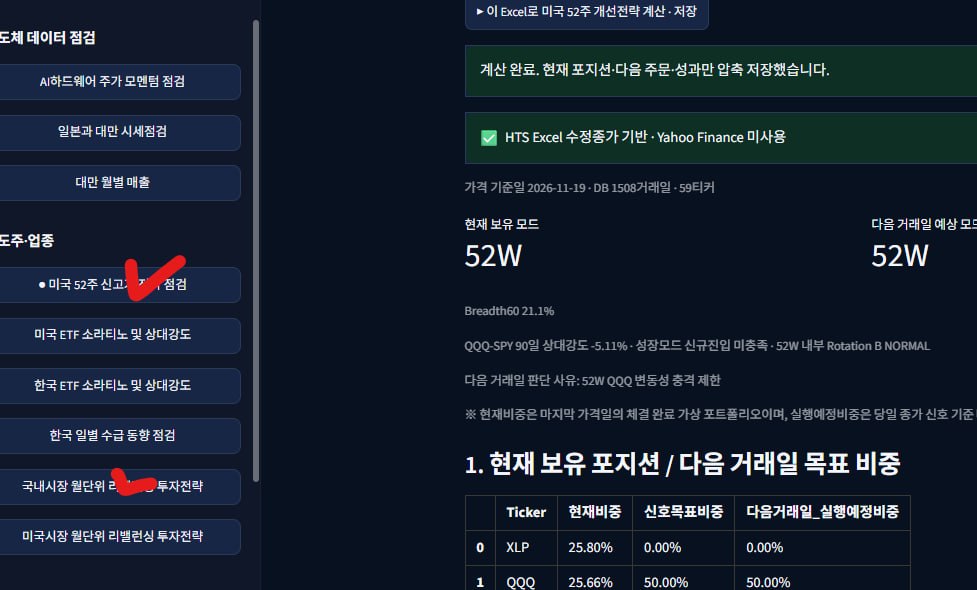 도체 데이터 점검
AI하드웨어 주가 모멘텀 점검
일본과 대만 시세점검
대만 월별 매출
도주·업종
● 미국 52주 신고 점검
미국 ETF 소라티노 및 상대강도
한국 ETF 소라티노 및 상대강도
한국 일별 수급 동향 점검
국내시장 월단위 투자전략
미국시장 월단위 리밸런싱 투자전략
▸ 이 Excel로 미국 52주 개선전략 계산 · 저장
계산 완료. 현재 포지션·다음 주문·성과만 압축 저장했습니다.
✅ HTS Excel 수정종가 기반 · Yahoo Finance 미사용
가격 기준일 2026-11-19 · DB 1508거래일 · 59티커
현재 보유 모드
52W
다음 거래일 예상 모드
52W
Breadth60 21.1%
QQQ-SPY 90일 상대강도 -5.11% · 성장모드 신규진입 미충족 · 52W 내부 Rotation B NORMAL
다음 거래일 판단 사유: 52W QQQ 변동성 충격 제한
※ 현재비중은 마지막 가격일의 체결 완료 가상 포트폴리오이며, 실행예정비중은 당일 종가 신호 기준
1. 현재 보유 포지션 / 다음 거래일 목표 비중
Ticker 현재비중 신호목표비중 다음거래일_실행예정비중
0 XLP 25.80% 0.00% 0.00%
1 QQQ 25.66% 50.00% 50.00%